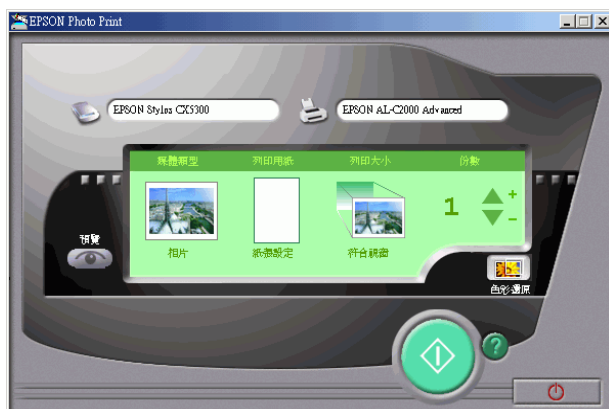 EPSON Photo Print
EPSON Stylus CX5300
EPSON AL-C2000 Advanced
媒體類型
列印用紙
列印大小
份數
1
+
-
預覽
相片
紙張設定
符合視窗
色彩還原
?